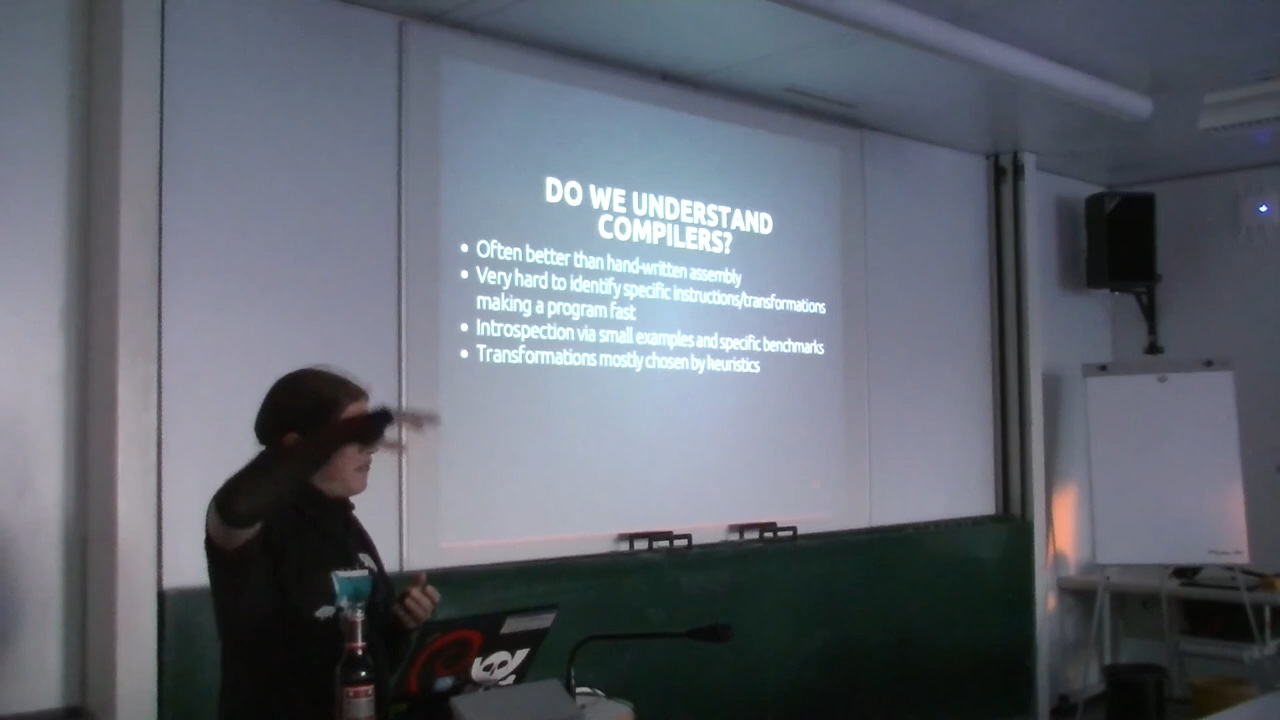 DO WE UNDERSTAND
COMPILERS?
• Often better than hand-written assembly
• Very hard to identify specific instructions/transformations
making a program fast
• Introspection via small examples and specific benchmarks
• Transformations mostly chosen by heuristics